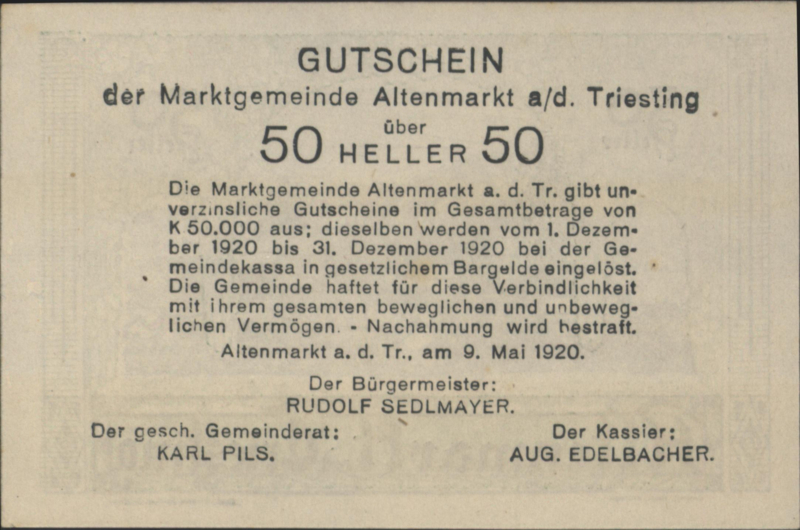 GUTSCHEIN
der Marktgemeinde Altenmarkt a/d. Triesting
über
50 HELLER 50
Die Marktgemeinde Altenmarkt a. d. Tr. gibt un-
verzinsliche Gutscheine im Gesamtbetrage von
K 50.000 aus; dieselben werden vom 1. Dezem-
ber 1920 bis 31. Dezember 1920 bei der Ge-
meindekassa in gesetzlichem Bargelde eingelöst.
Die Gemeinde haftet für diese Verbindlichkeit
mit ihrem gesamten beweglichen und unbeweg-
lichen Vermögen. - Nachahmung wird bestraft.
Altenmarkt a. d. Tr., am 9. Mai 1920.
Der Bürgermeister:
RUDOLF SEDLMAYER.
Der gesch. Gemeinderat:
KARL PILS.
Der Kassier:
AUG. EDELBACHER.